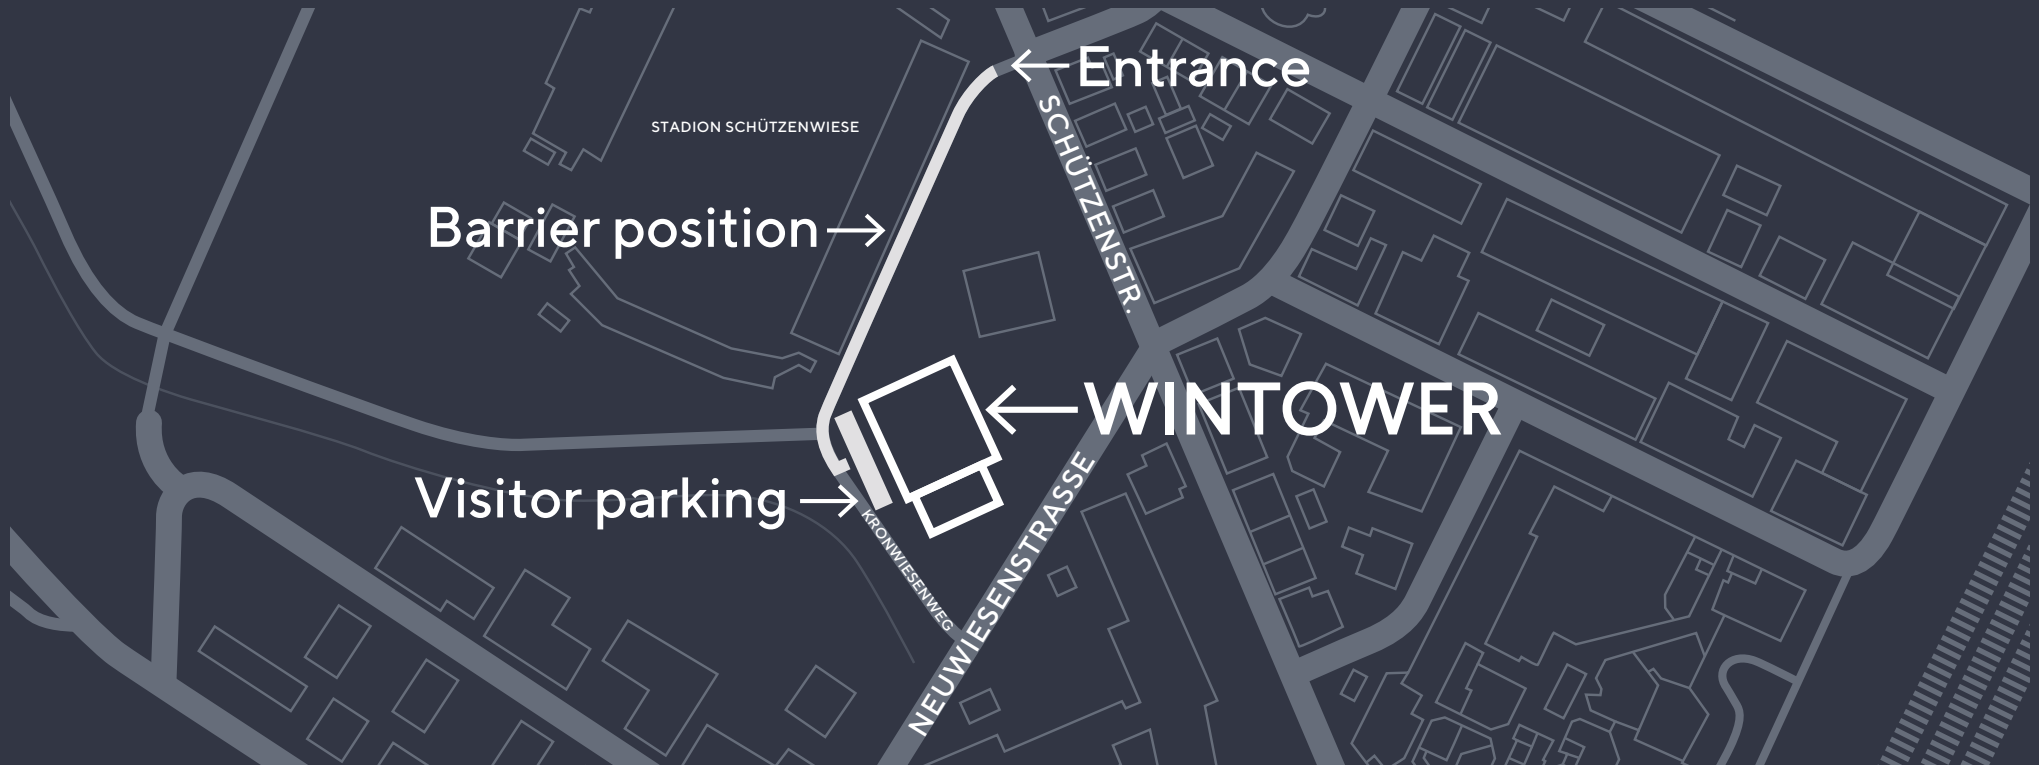 Entrance
SCHÜTZENSTR.
STADION SCHÜTZENWIESE
Barrier position
WINTOWER
Visitor parking
KRONWIESENWEG
NEUWIESENSTRASSE